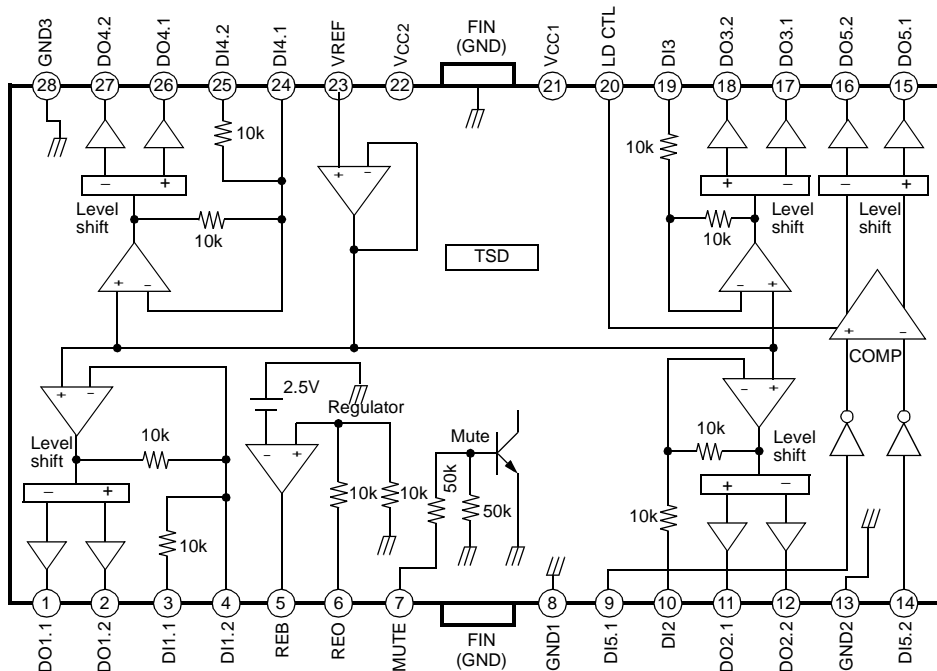 GND3
DO4.2
DO4.1
DI4.2
DI4.1
VREF
VCC2
FIN
(GND)
VCC1
LD CTL
DI3
DO3.2
DO3.1
DO5.2
DO5.1
28
27
26
25
24
23
22
21
20
19
18
17
16
15
10k
10k
− +
+ −
+ −
− +
Level
shift
10k
10k
Level
shift
Level
shift
TSD
+ −
+ −
− +
+ −
COMP
2.5V
+ −
− +
Regulator
Level
shift
10k
Mute
10k
Level
shift
− +
− +
+ −
10k
10k
10k
50k
50k
10k
1
2
3
4
5
6
7
8
9
10
11
12
13
14
DO1.1
DO1.2
DI1.1
DI1.2
REB
REO
MUTE
FIN
(GND)
GND1
DI5.1
DI2
DO2.1
DO2.2
GND2
DI5.2